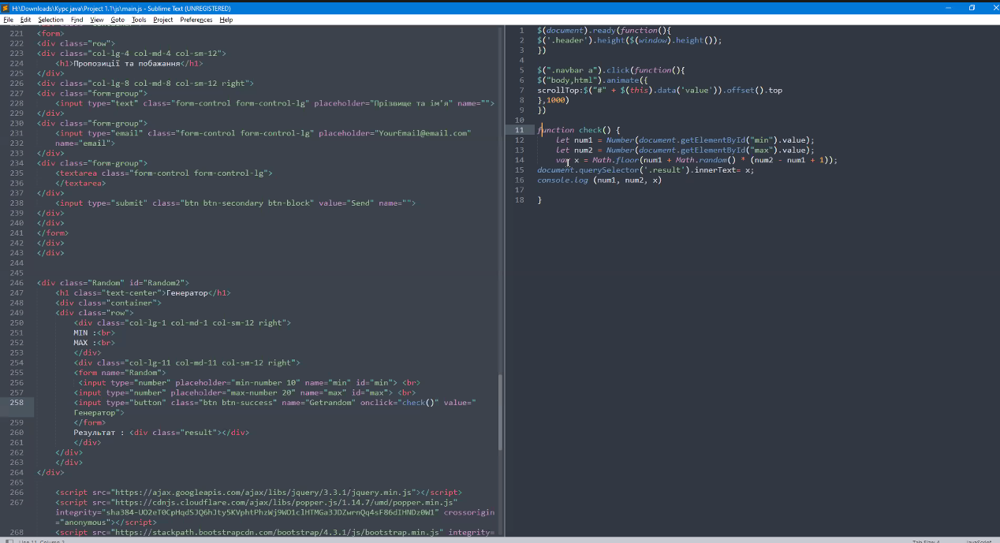 H:\Downloads\Курс java\Project 1.1\js\main.js - Sublime Text (UNREGISTERED)
File Edit Selection Find View Goto Tools Project Preferences Help
221 <form>
222 <div class="row">
223 <div class="col-lg-4 col-md-4 col-sm-12">
224 <h1>Пропозиції та побажання</h1>
225 </div>
226 <div class="col-lg-8 col-md-8 col-sm-12 right">
227 <div class="form-group">
228 <input type="text" class="form-control form-control-lg" placeholder="Прізвище та ім’я" name="">
229 </div>
230 <div class="form-group">
231 <input type="email" class="form-control form-control-lg" placeholder="YourEmail@email.com"
232 name="email">
233 </div>
234 <div class="form-group">
235 <textarea class="form-control form-control-lg">
236 </textarea>
237 </div>
238 <input type="submit" class="btn btn-secondary btn-block" value="Send" name="">
239 </div>
240 </div>
241 </form>
242 </div>
243 </div>
244
245
246 <div class="Random" id="Random2">
247 <h1 class="text-center">Генератор</h1>
248 <div class="container">
249 <div class="row">
250 <div class="col-lg-1 col-md-1 col-sm-12 right">
251 MIN :<br>
252 MAX :<br>
253 </div>
254 <div class="col-lg-11 col-md-11 col-sm-12 right">
255 <form name="Random">
256 <input type="number" placeholder="min-number 10" name="min" id="min"> <br>
257 <input type="number" placeholder="max-number 20" name="max" id="max"> <br>
258 <input type="button" class="btn btn-success" name="Getrandom" onclick="check()" value="
Генератор">
259 </form>
260 Результат : <div class="result"></div>
261 </div>
262 </div>
263 </div>
264 </div>
265
266 <script src="https://ajax.googleapis.com/ajax/libs/jquery/3.3.1/jquery.min.js"></script>
267 <script src="https://cdnjs.cloudflare.com/ajax/libs/popper.js/1.14.7/umd/popper.min.js"
integrity="sha384-UO2eT0CpHqdSJQ6hJty5KVphtPhzWj9WO1clHTMGa3JDZwrnQq4sF86dIHNDz0W1" crossorigin
="anonymous"></script>
268 <script src="https://stackpath.bootstrapcdn.com/bootstrap/4.3.1/js/bootstrap.min.js" integrity=
1 $(document).ready(function(){
2 $('.header').height($(window).height());
3 })
4
5 $(".navbar a").click(function(){
6 $("body,html").animate({
7 scrollTop:$("#" + $(this).data('value')).offset().top
8 },1000)
9 })
10
11 function check() {
12 let num1 = Number(document.getElementById("min").value);
13 let num2 = Number(document.getElementById("max").value);
14 var x = Math.floor(num1 + Math.random() * (num2 - num1 + 1));
15 document.querySelector('.result').innerText= x;
16 console.log (num1, num2, x)
17
18 }